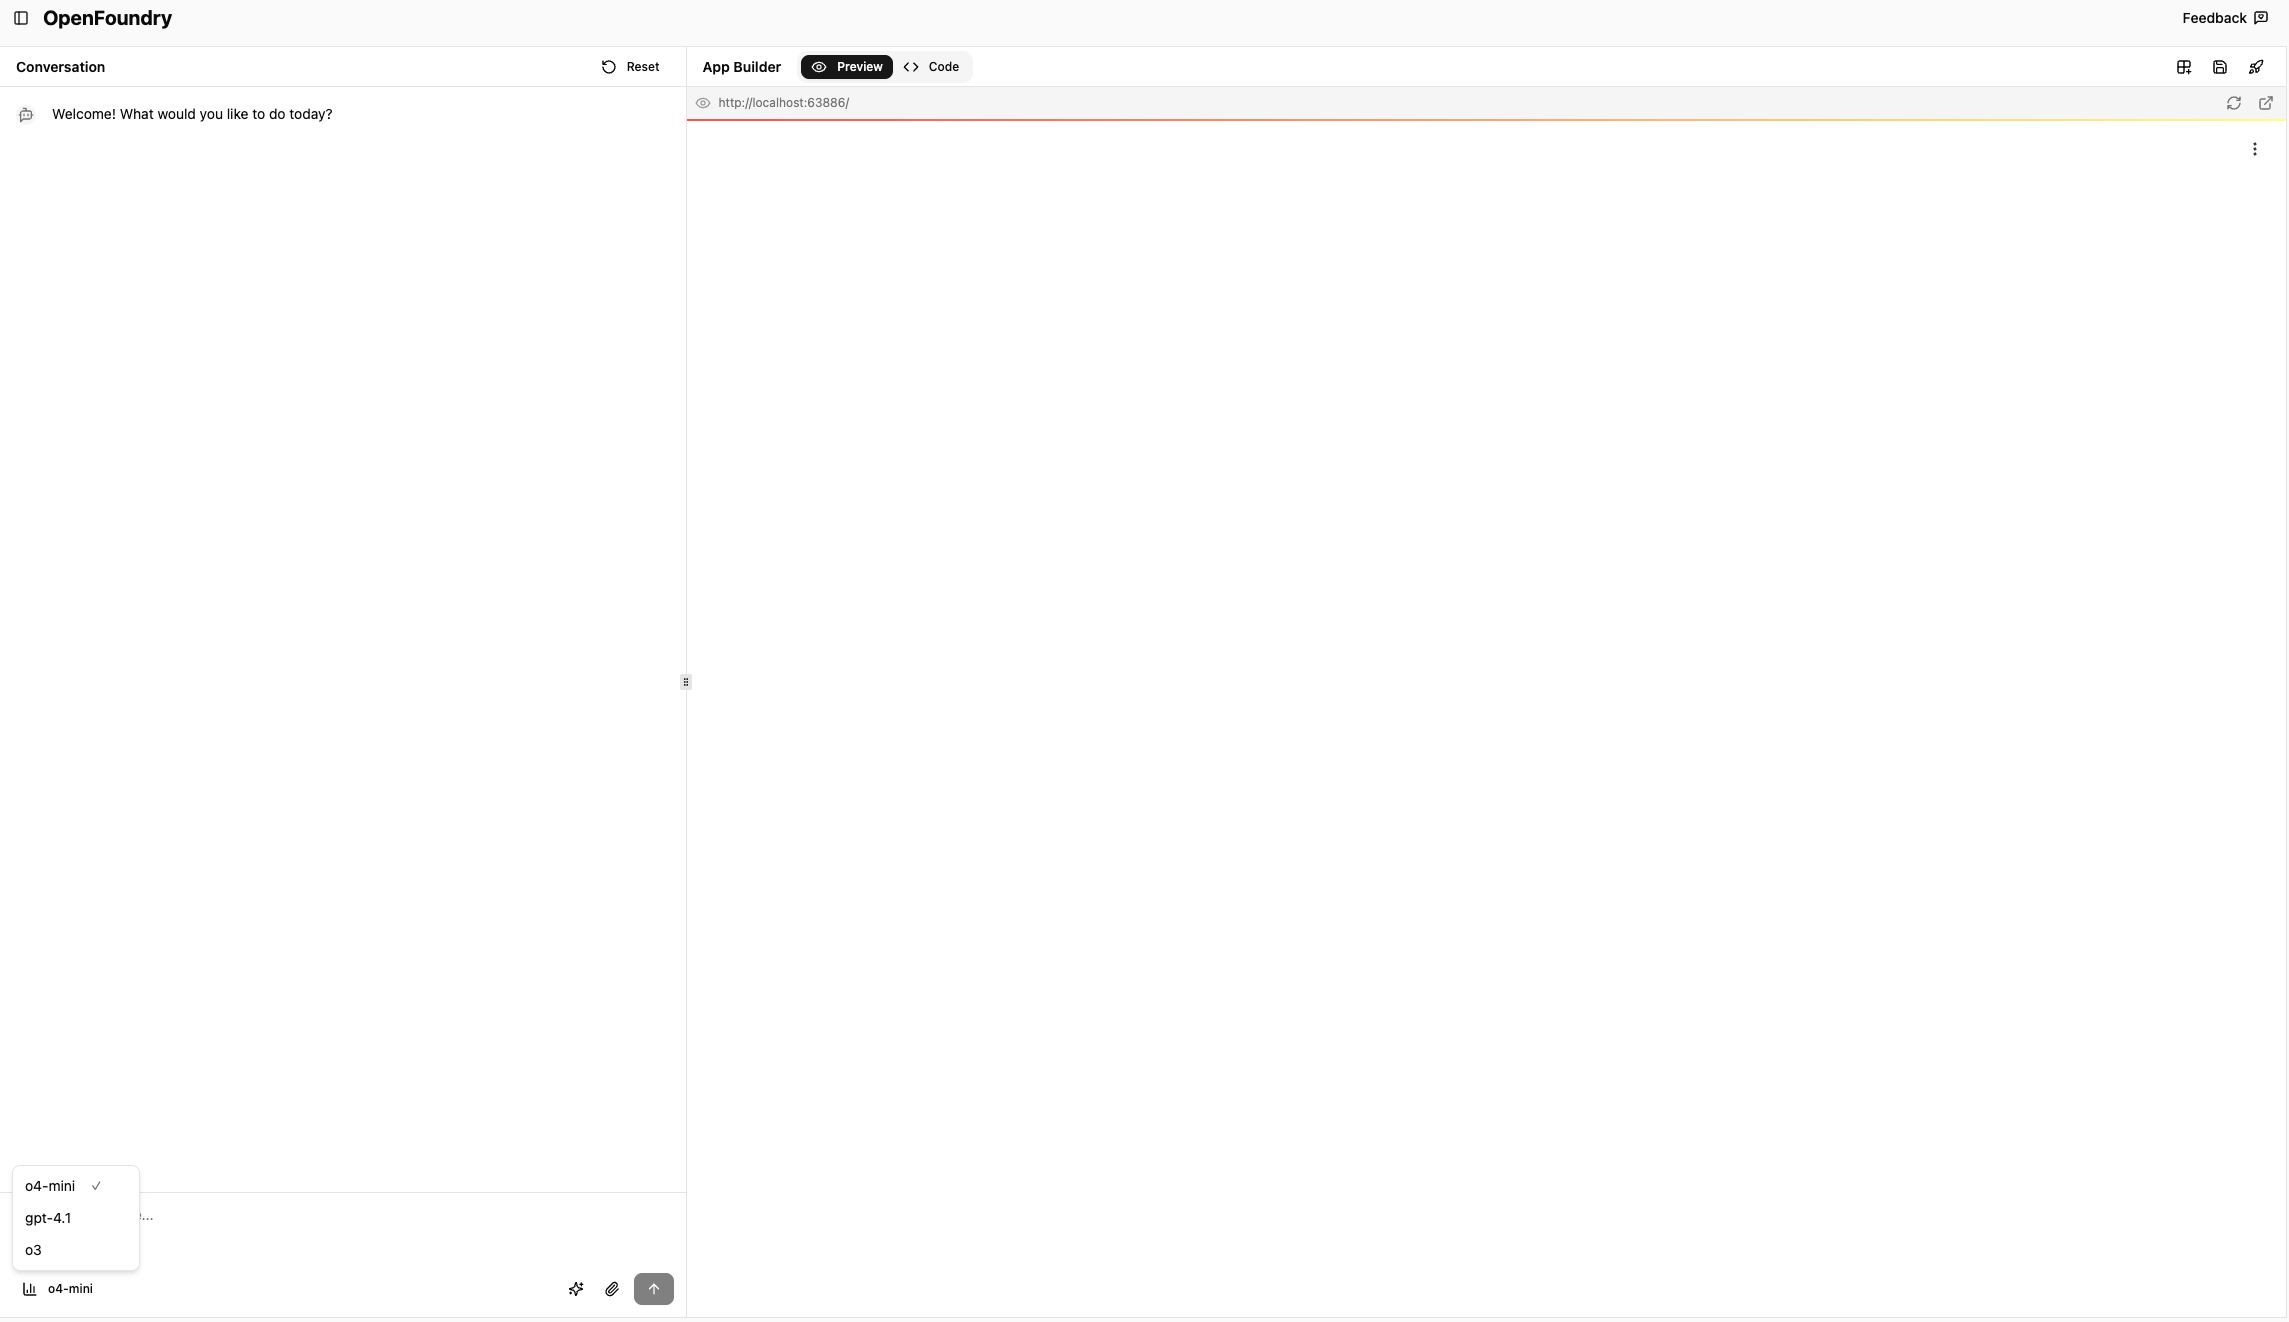 OpenFoundry
Feedback
Conversation
Reset
App Builder
Preview
Code
http://localhost:63886/
Welcome! What would you like to do today?
o4-mini
gpt-4.1
o3
...
o4-mini